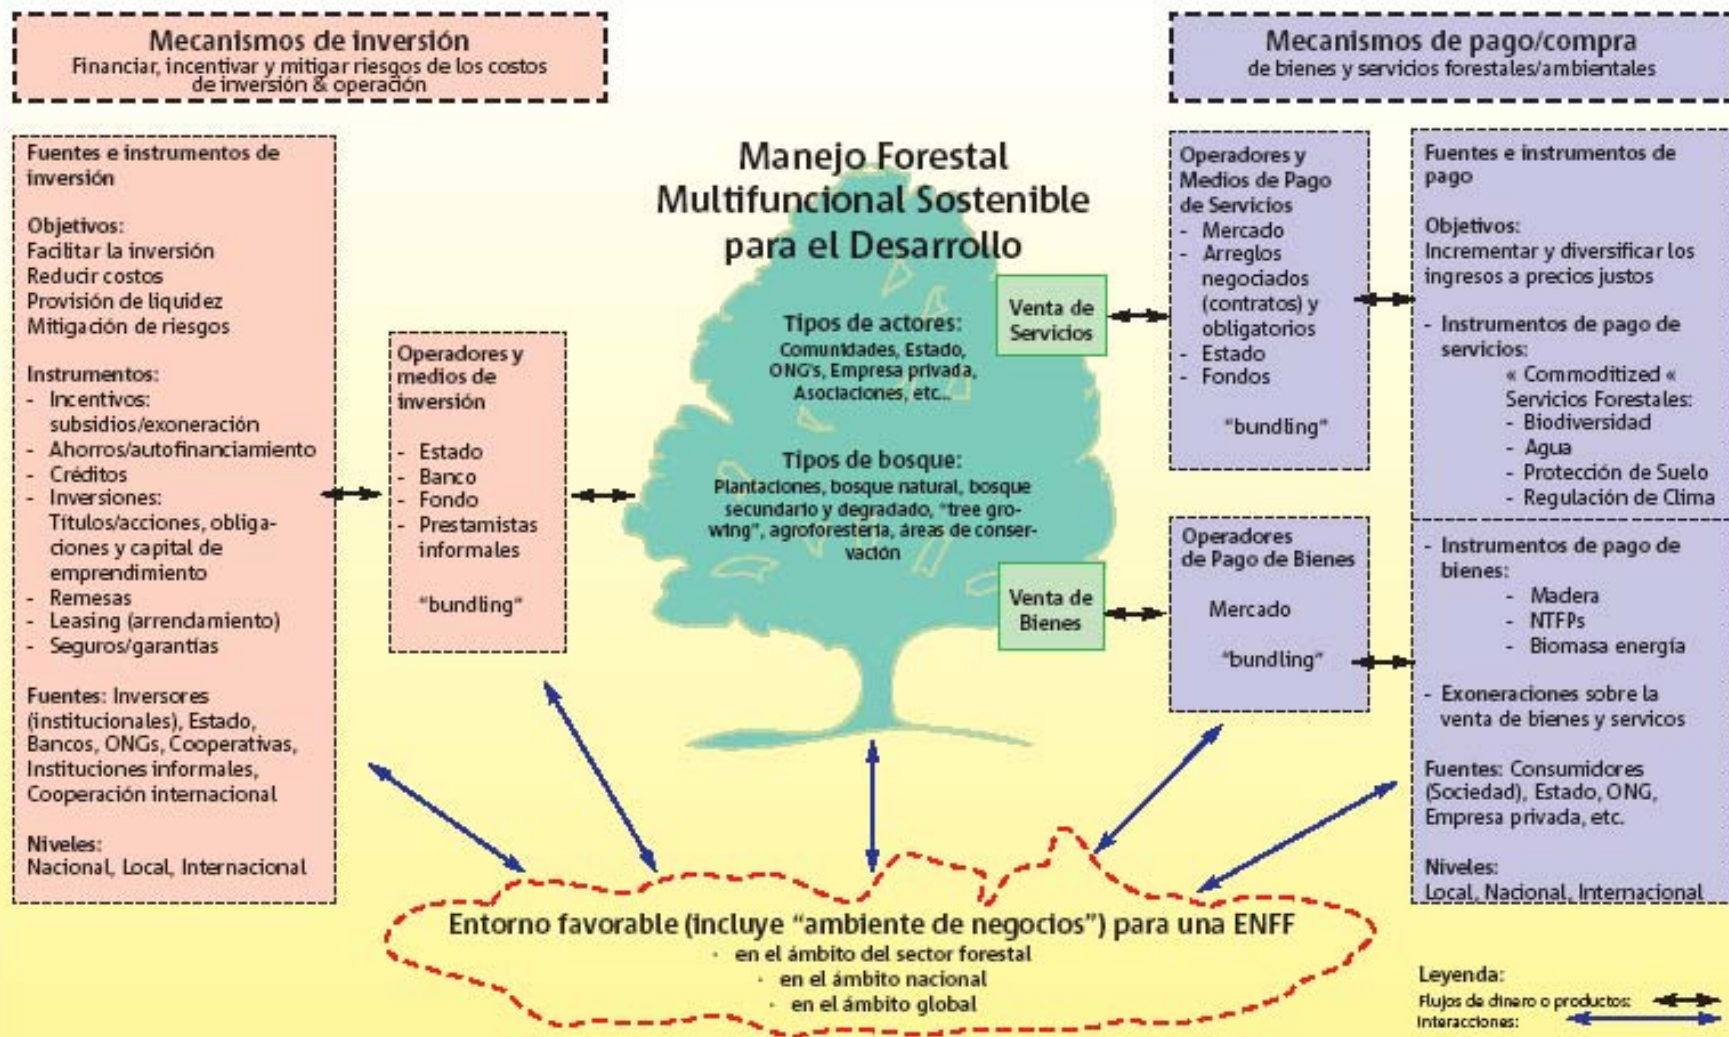 Mecanismos de inversión
Financiar, incentivar y mitigar riesgos de los costos
de inversión & operación
Mecanismos de pago/compra
de bienes y servicios forestales/ambientales
Fuentes e instrumentos de
inversión
Objetivos:
Facilitar la inversión
Reducir costos
Provisión de liquidez
Mitigación de riesgos
Instrumentos:
- Incentivos:
subsidios/exoneración
- Ahorros/autofinanciamiento
- Créditos
- Inversiones:
Títulos/acciones, obliga-
ciones y capital de
emprendimiento
- Remesas
- Leasing (arrendamiento)
- Seguros/garantías
Fuentes: Inversores
(institucionales), Estado,
Bancos, ONGs, Cooperativas,
Instituciones informales,
Cooperación internacional
Niveles:
Nacional, Local, Internacional
Operadores y
medios de
inversión
- Estado
- Banco
- Fondo
- Prestamistas
informales
"bundling"
Manejo Forestal
Multifuncional Sostenible
para el Desarrollo
Tipos de actores:
Comunidades, Estado,
ONG's, Empresa privada,
Asociaciones, etc...
Tipos de bosque:
Plantaciones, bosque natural, bosque
secundario y degradado, "tree gro-
wing", agroforestería, áreas de conser-
vación
Venta de
Servicios
Venta de
Bienes
Operadores y
Medios de Pago
de Servicios
- Mercado
- Arreglos
negociados
(contratos) y
obligatorios
- Estado
- Fondos
"bundling"
Operadores
de Pago de Bienes
Mercado
"bundling"
Fuentes e instrumentos de
pago
Objetivos:
Incrementar y diversificar los
ingresos a precios justos
- Instrumentos de pago de
servicios:
« Commoditized «
Servicios Forestales:
- Biodiversidad
- Agua
- Protección de Suelo
- Regulación de Clima
- Instrumentos de pago de
bienes:
- Madera
- NTFPs
- Biomasa energía
- Exoneraciones sobre la
venta de bienes y servicos
Fuentes: Consumidores
(Sociedad), Estado, ONG,
Empresa privada, etc.
Niveles:
Local, Nacional, Internacional
Entorno favorable (incluye "ambiente de negocios") para una ENFF
· en el ámbito del sector forestal
· en el ámbito nacional
· en el ámbito global
Leyenda:
Flujos de dinero o productos:
Interacciones: